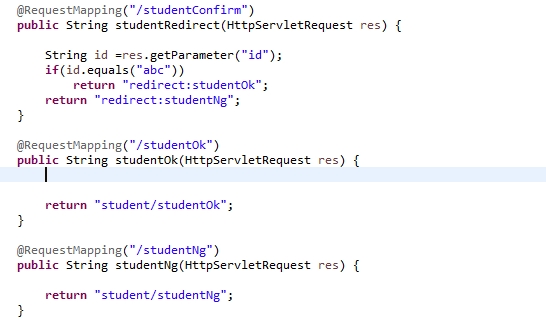 @RequestMapping("/studentConfirm")
public String studentRedirect(HttpServletRequest res) {
String id =res.getParameter("id");
if(id.equals("abc"))
return "redirect:studentOk";
return "redirect:studentNg";
}
@RequestMapping("/studentOk")
public String studentOk(HttpServletRequest res) {
return "student/studentOk";
}
@RequestMapping("/studentNg")
public String studentNg(HttpServletRequest res) {
return "student/studentNg";
}